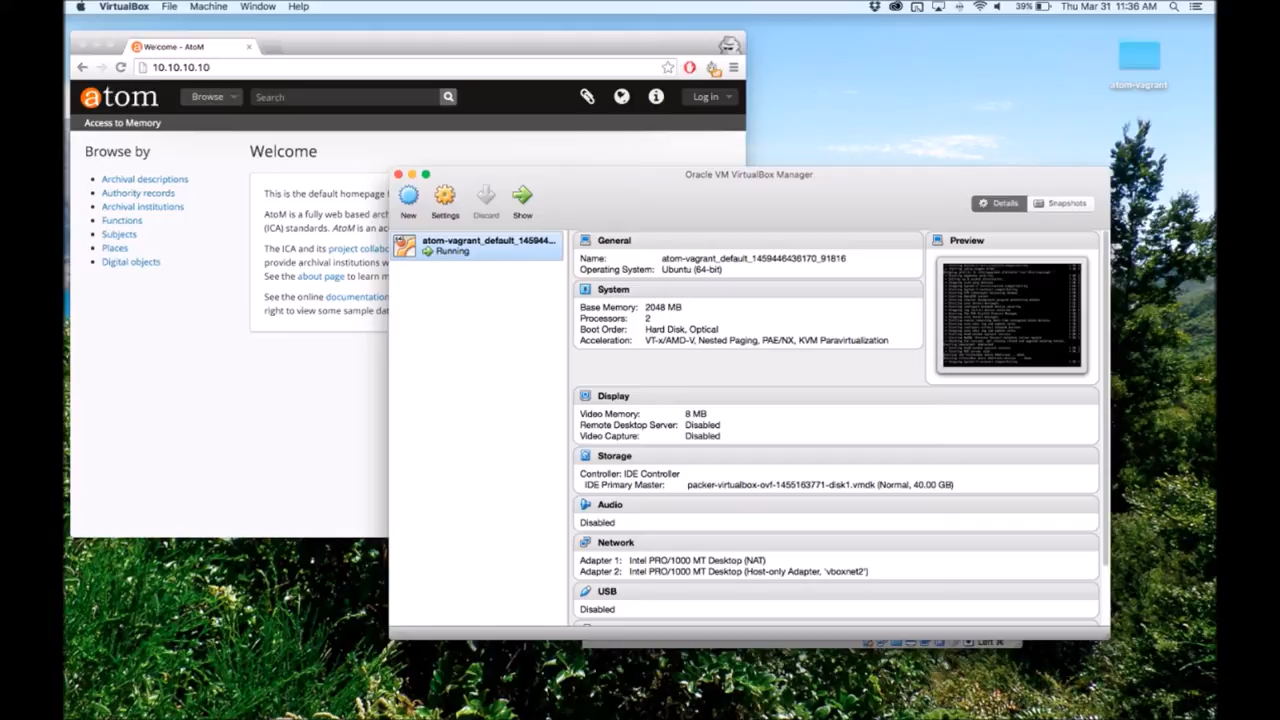 VirtualBox File Machine Window Help
39% Thu Mar 31 11:36 AM
Welcome - AtoM
10.10.10.10
atom-vagrant
atom Browse Search Log in
Access to Memory
Browse by
Archival descriptions
Authority records
Archival institutions
Functions
Subjects
Places
Digital objects
Welcome
This is the default homepage
AtoM is a fully web based arc
(ICA) standards. AtoM is an a
The ICA and its project collab
provide archival institutions
See the about page to learn m
See the online documentation
right to view some sample dat
Oracle VM VirtualBox Manager
New Settings Discard Show
Details Snapshots
atom-vagrant_default_145944...
Running
General
Name: atom-vagrant_default_1459446436170_91816
Operating System: Ubuntu (64-bit)
System
Base Memory: 2048 MB
Processors: 2
Boot Order: Hard Disk, Optical
Acceleration: VT-x/AMD-V, Nested Paging, PAE/NX, KVM Paravirtualization
Preview
Display
Video Memory: 8 MB
Remote Desktop Server: Disabled
Video Capture: Disabled
Storage
Controller: IDE Controller
IDE Primary Master: packer-virtualbox-ovf-1455163771-disk1.vmdk (Normal, 40.00 GB)
Audio
Disabled
Network
Adapter 1: Intel PRO/1000 MT Desktop (NAT)
Adapter 2: Intel PRO/1000 MT Desktop (Host-only Adapter, 'vboxnet2')
USB
Disabled
Left ⌘